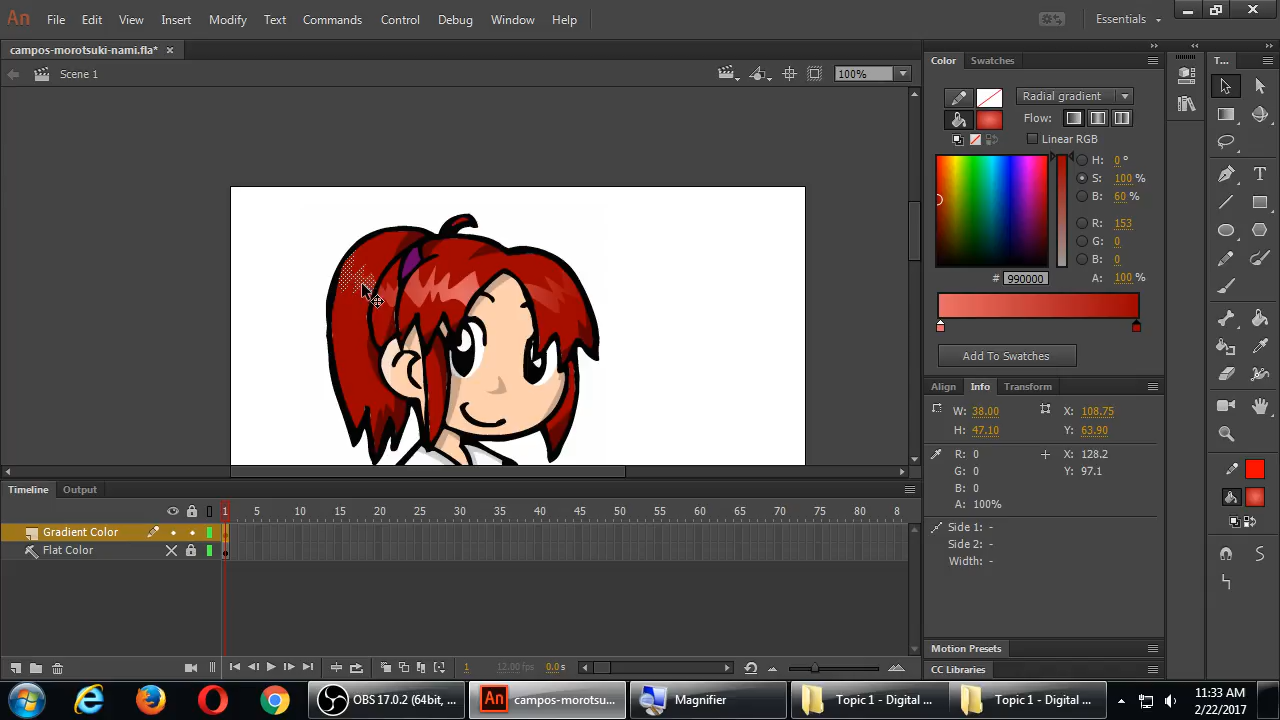 An File Edit View Insert Modify Text Commands Control Debug Window Help Essentials
campos-morotsuki-nami.fla* ×
Scene 1 100%
Color Swatches T...
Radial gradient
Flow:
Linear RGB
H: 0 °
S: 100 %
B: 60 %
R: 153
G: 0
B: 0
# 990000 A: 100 %
Add To Swatches
Align Info Transform
W: 38.00 X: 108.75
H: 47.10 Y: 63.90
R: 0 X: 128.2
G: 0 Y: 97.1
B: 0
A: 100%
Side 1: -
Side 2: -
Width: -
Motion Presets
CC Libraries
Timeline Output
1 5 10 15 20 25 30 35 40 45 50 55 60 65 70 75 80 8
Gradient Color
Flat Color
1 12.00 fps 0.0 s
OBS 17.0.2 (64bit, ... An campos-morotsu... Magnifier Topic 1 - Digital ... Topic 1 - Digital ...
11:33 AM
2/22/2017